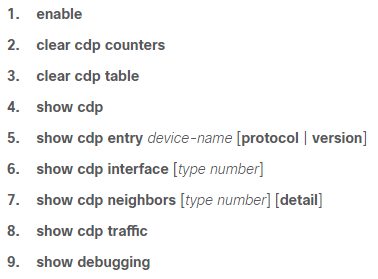 1. enable
2. clear cdp counters
3. clear cdp table
4. show cdp
5. show cdp entry device-name [protocol | version]
6. show cdp interface [type number]
7. show cdp neighbors [type number] [detail]
8. show cdp traffic
9. show debugging